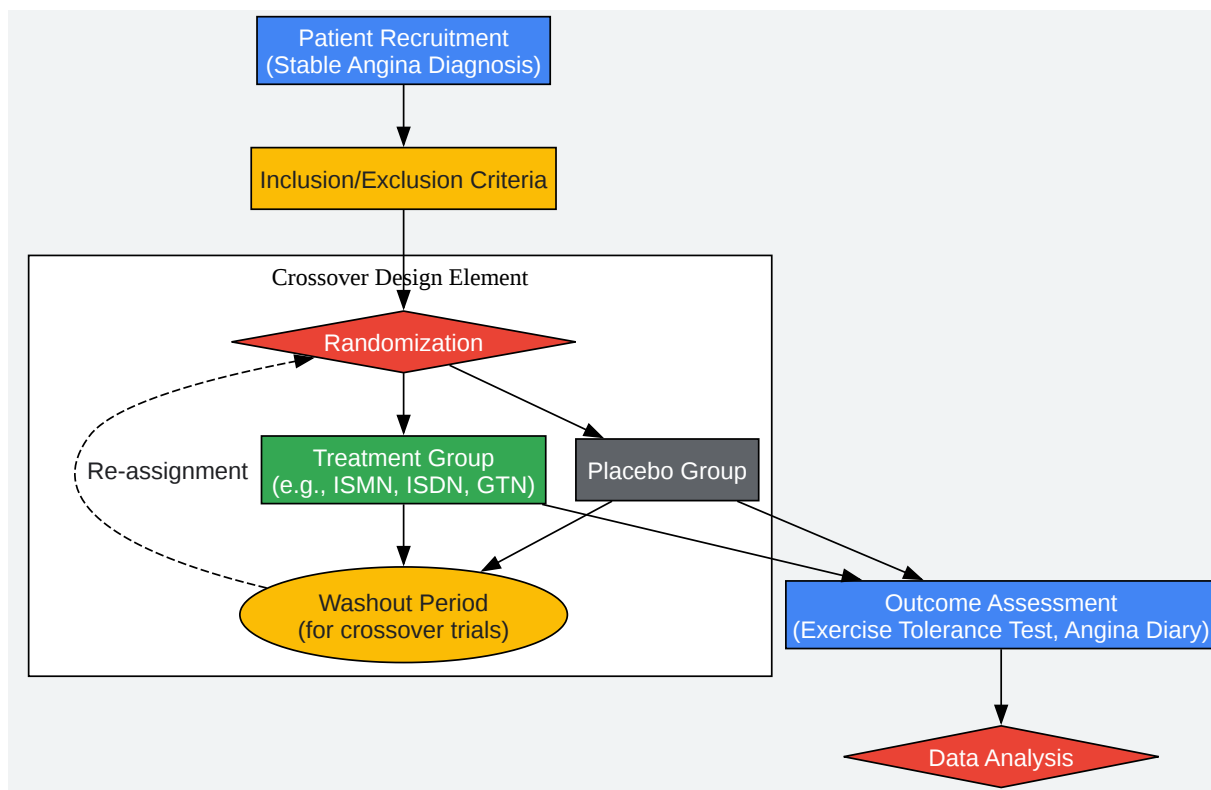 Patient Recruitment
(Stable Angina Diagnosis)
Inclusion/Exclusion Criteria
Crossover Design Element
Randomization
Re-assignment
Treatment Group
(e.g., ISMN, ISDN, GTN)
Placebo Group
Washout Period
(for crossover trials)
Outcome Assessment
(Exercise Tolerance Test, Angina Diary)
Data Analysis